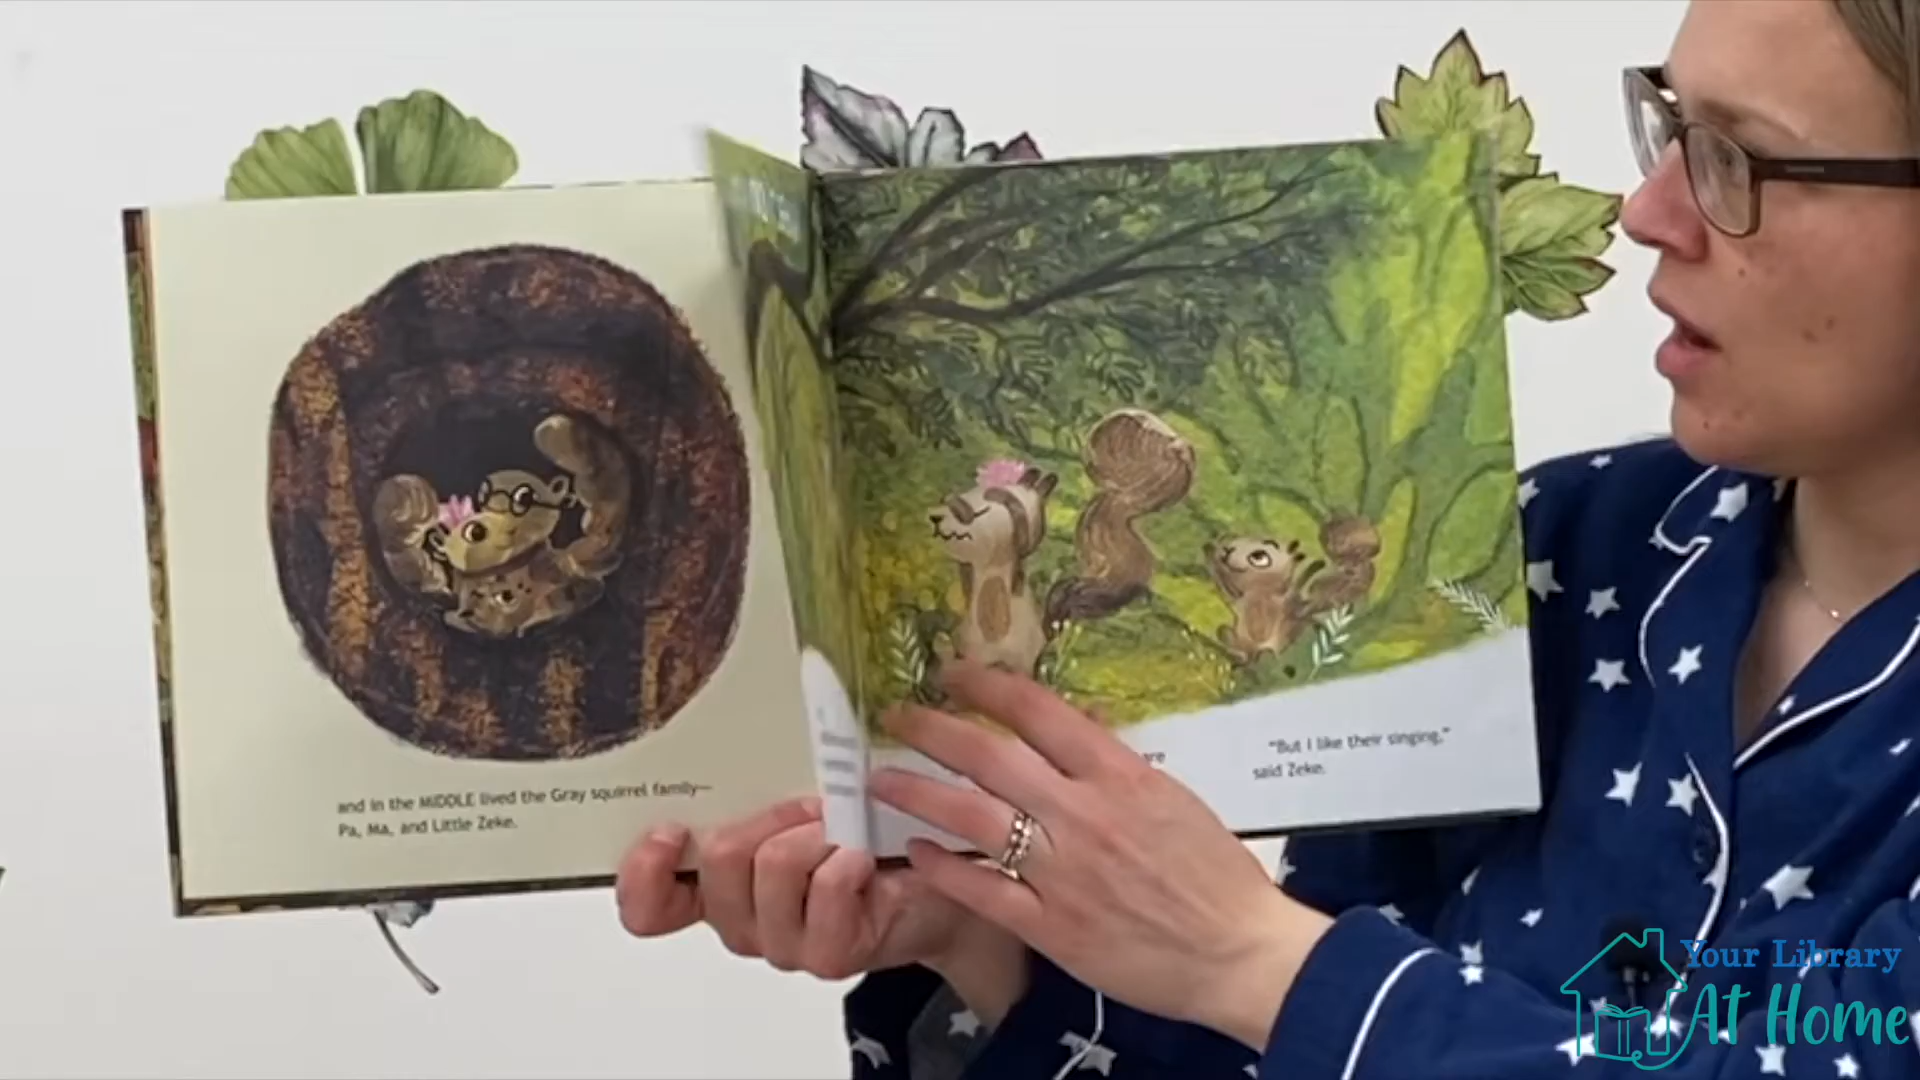 and in the MIDDLE lived the Gray squirrel family—
Pa, Ma, and Little Zeke.
are
"But I like their singing,"
said Zeke.
Your Library
At Home